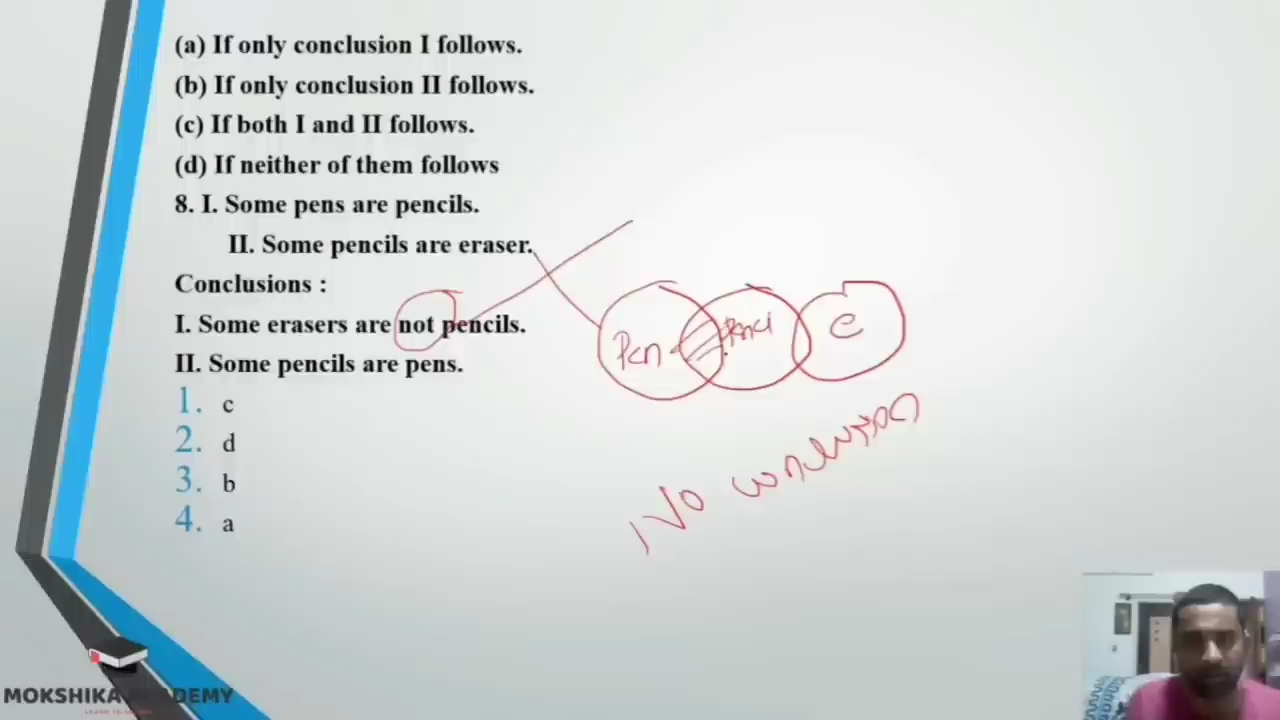 (a) If only conclusion I follows.
(b) If only conclusion II follows.
(c) If both I and II follows.
(d) If neither of them follows
8. I. Some pens are pencils.
II. Some pencils are eraser.
Conclusions :
I. Some erasers are not pencils.
II. Some pencils are pens.
1. c
2. d
3. b
4. a
Pen
e
No conclusion
MOKSHIKA ACADEMY